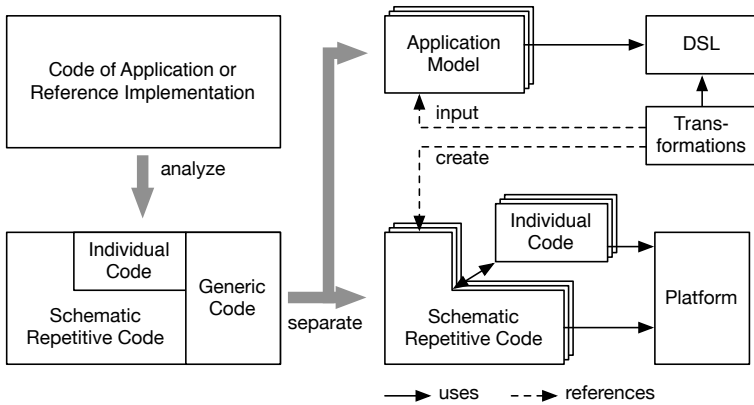 Code of Application or
Reference Implementation
analyze
Individual
Code
Generic
Code
Schematic
Repetitive Code
separate
Application
Model
DSL
input
Trans-
formations
create
Individual
Code
Schematic
Repetitive Code
Platform
uses
references